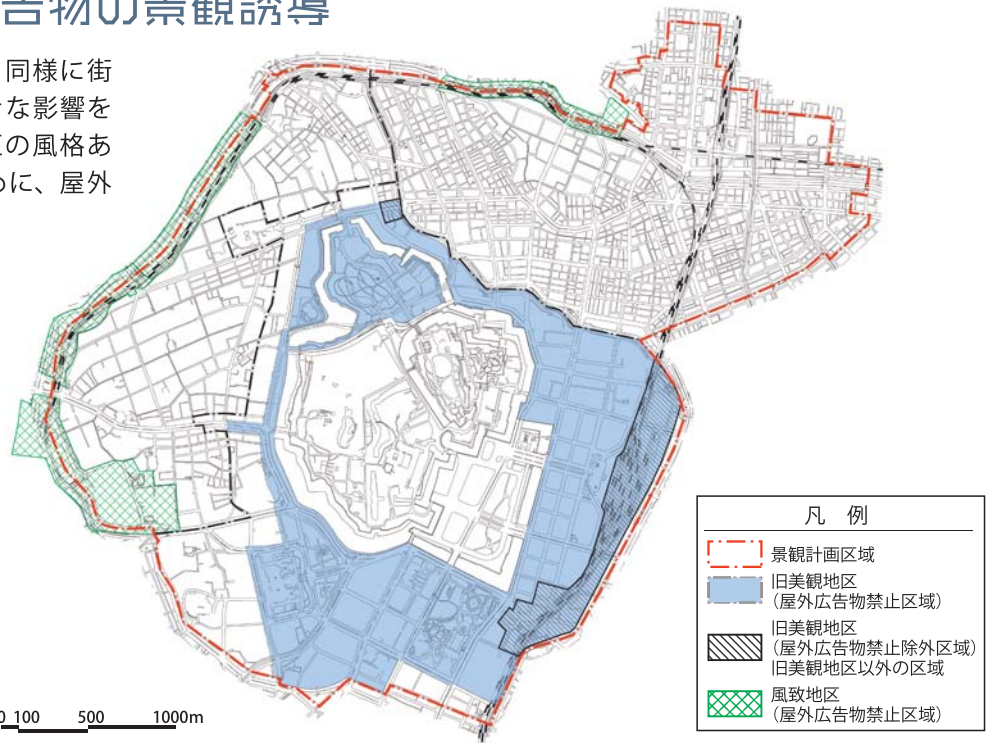 告物の景観誘導
同様に街
な影響を
の風格あ
めに、屋外
凡 例
景観計画区域
旧美観地区
(屋外広告物禁止区域)
旧美観地区
(屋外広告物禁止除外区域)
旧美観地区以外の区域
風致地区
(屋外広告物禁止区域)
0 100 500 1000m